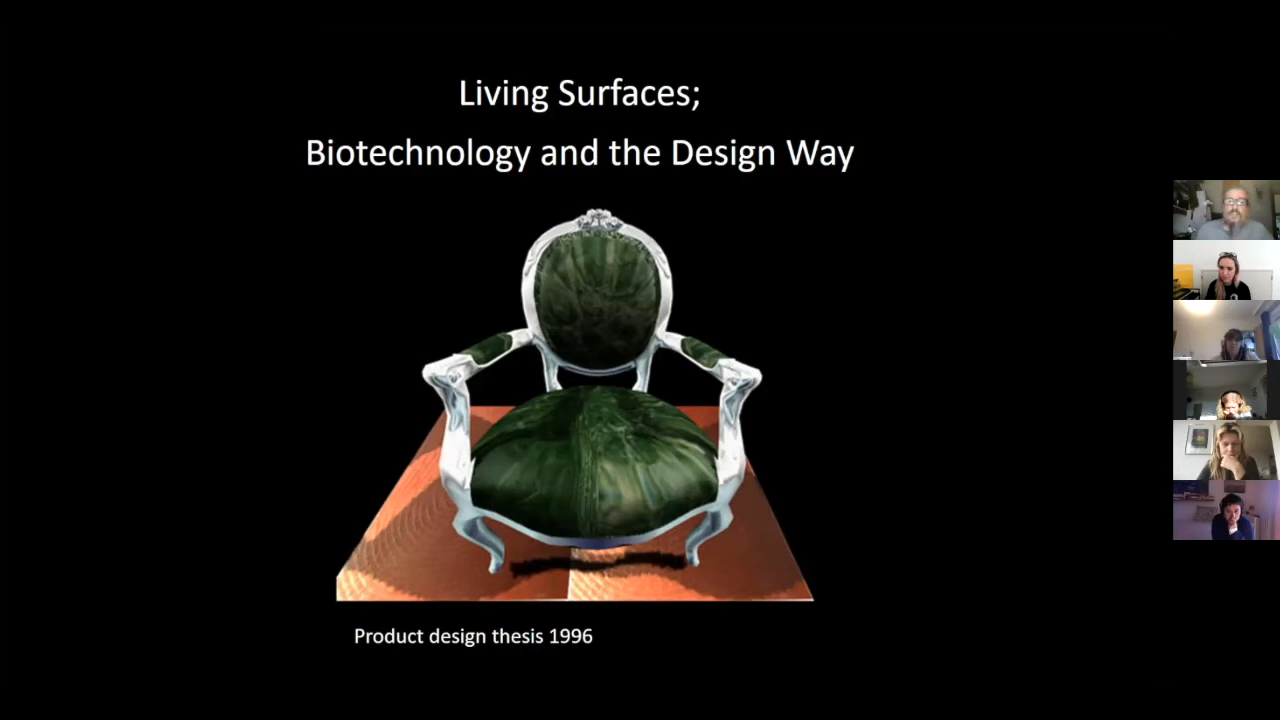 Living Surfaces;
Biotechnology and the Design Way
Product design thesis 1996